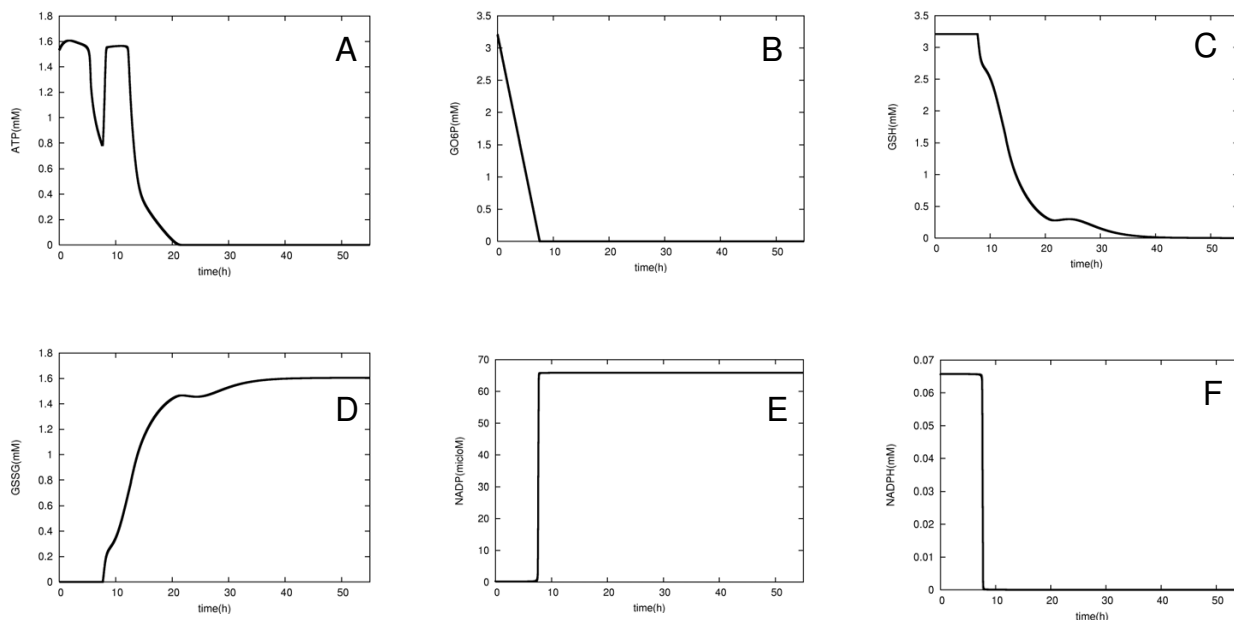 A
ATP(mM)
1.8
1.6
1.4
1.2
1
0.8
0.6
0.4
0.2
0
0 10 20 30 40 50
time(h)
B
GO6P(mM)
3.5
3
2.5
2
1.5
1
0.5
0
0 10 20 30 40 50
time(h)
C
GSH(mM)
3.5
3
2.5
2
1.5
1
0.5
0
0 10 20 30 40 50
time(h)
D
GSSG(mM)
1.8
1.6
1.4
1.2
1
0.8
0.6
0.4
0.2
0
0 10 20 30 40 50
time(h)
E
NADP(micloM)
70
60
50
40
30
20
10
0
0 10 20 30 40 50
time(h)
F
NADPH(mM)
0.07
0.06
0.05
0.04
0.03
0.02
0.01
0
0 10 20 30 40 50
time(h)